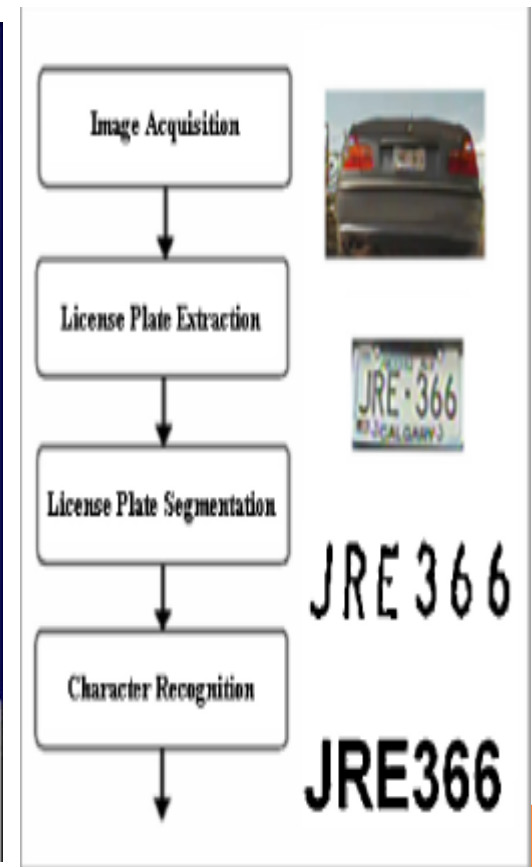 Image Acquisition
License Plate Extraction
JRE·366
CALGARY
License Plate Segmentation
JRE366
Character Recognition
JRE366